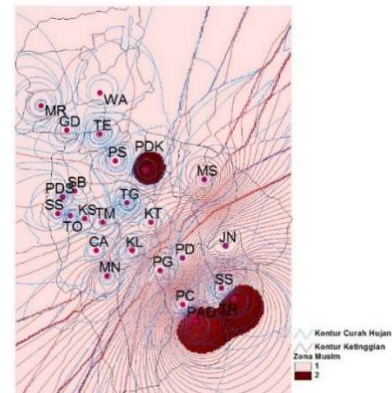 WA
MR
GD
TE
PS
PDK
MS
SB
PDS
TG
SS
KS
TO
TM
KT
CA
KL
JN
PD
MN
PG
SS
PC
PAD
TR
Kontur Curah Hujan
Kontur Ketinggian
Zona Musim
1
2